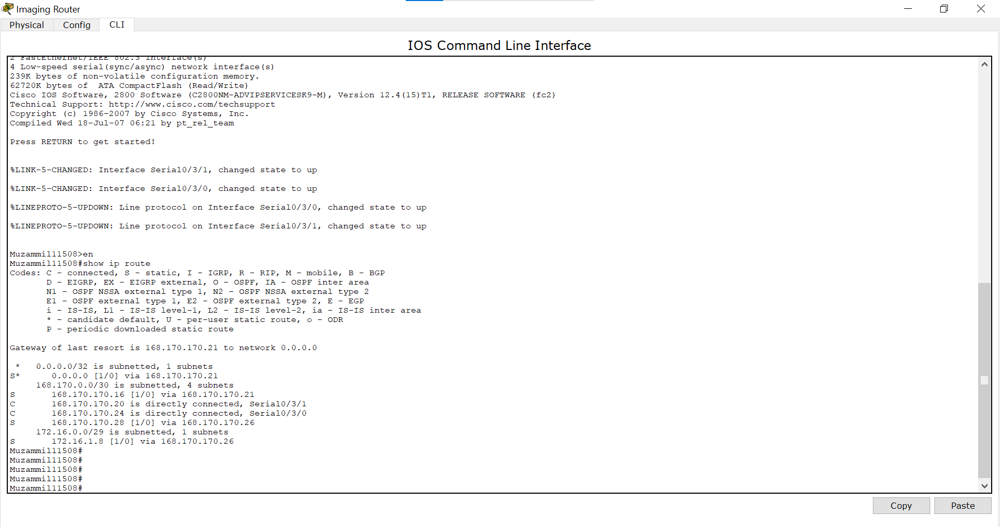 Imaging Router
Physical Config CLI
IOS Command Line Interface
2 FastEthernet/IEEE 802.3 interface(s)
4 Low-speed serial(sync/async) network interface(s)
239K bytes of non-volatile configuration memory.
62720K bytes of  ATA CompactFlash (Read/Write)
Cisco IOS Software, 2800 Software (C2800NM-ADVIPSERVICESK9-M), Version 12.4(15)T1, RELEASE SOFTWARE (fc2)
Technical Support: http://www.cisco.com/techsupport
Copyright (c) 1986-2007 by Cisco Systems, Inc.
Compiled Wed 18-Jul-07 06:21 by pt_rel_team
Press RETURN to get started!
%LINK-5-CHANGED: Interface Serial0/3/1, changed state to up
%LINK-5-CHANGED: Interface Serial0/3/0, changed state to up
%LINEPROTO-5-UPDOWN: Line protocol on Interface Serial0/3/0, changed state to up
%LINEPROTO-5-UPDOWN: Line protocol on Interface Serial0/3/1, changed state to up
Muzammil11508>en
Muzammil11508#show ip route
Codes: C - connected, S - static, I - IGRP, R - RIP, M - mobile, B - BGP
       D - EIGRP, EX - EIGRP external, O - OSPF, IA - OSPF inter area
       N1 - OSPF NSSA external type 1, N2 - OSPF NSSA external type 2
       E1 - OSPF external type 1, E2 - OSPF external type 2, E - EGP
       i - IS-IS, L1 - IS-IS level-1, L2 - IS-IS level-2, ia - IS-IS inter area
       * - candidate default, U - per-user static route, o - ODR
       P - periodic downloaded static route
Gateway of last resort is 168.170.170.21 to network 0.0.0.0
 *   0.0.0.0/32 is subnetted, 1 subnets
S*      0.0.0.0 [1/0] via 168.170.170.21
     168.170.0.0/30 is subnetted, 4 subnets
S       168.170.170.16 [1/0] via 168.170.170.21
C       168.170.170.20 is directly connected, Serial0/3/1
C       168.170.170.24 is directly connected, Serial0/3/0
S       168.170.170.28 [1/0] via 168.170.170.26
     172.16.0.0/29 is subnetted, 1 subnets
S       172.16.1.8 [1/0] via 168.170.170.26
Muzammil11508#
Muzammil11508#
Muzammil11508#
Muzammil11508#
Muzammil11508#
Copy Paste